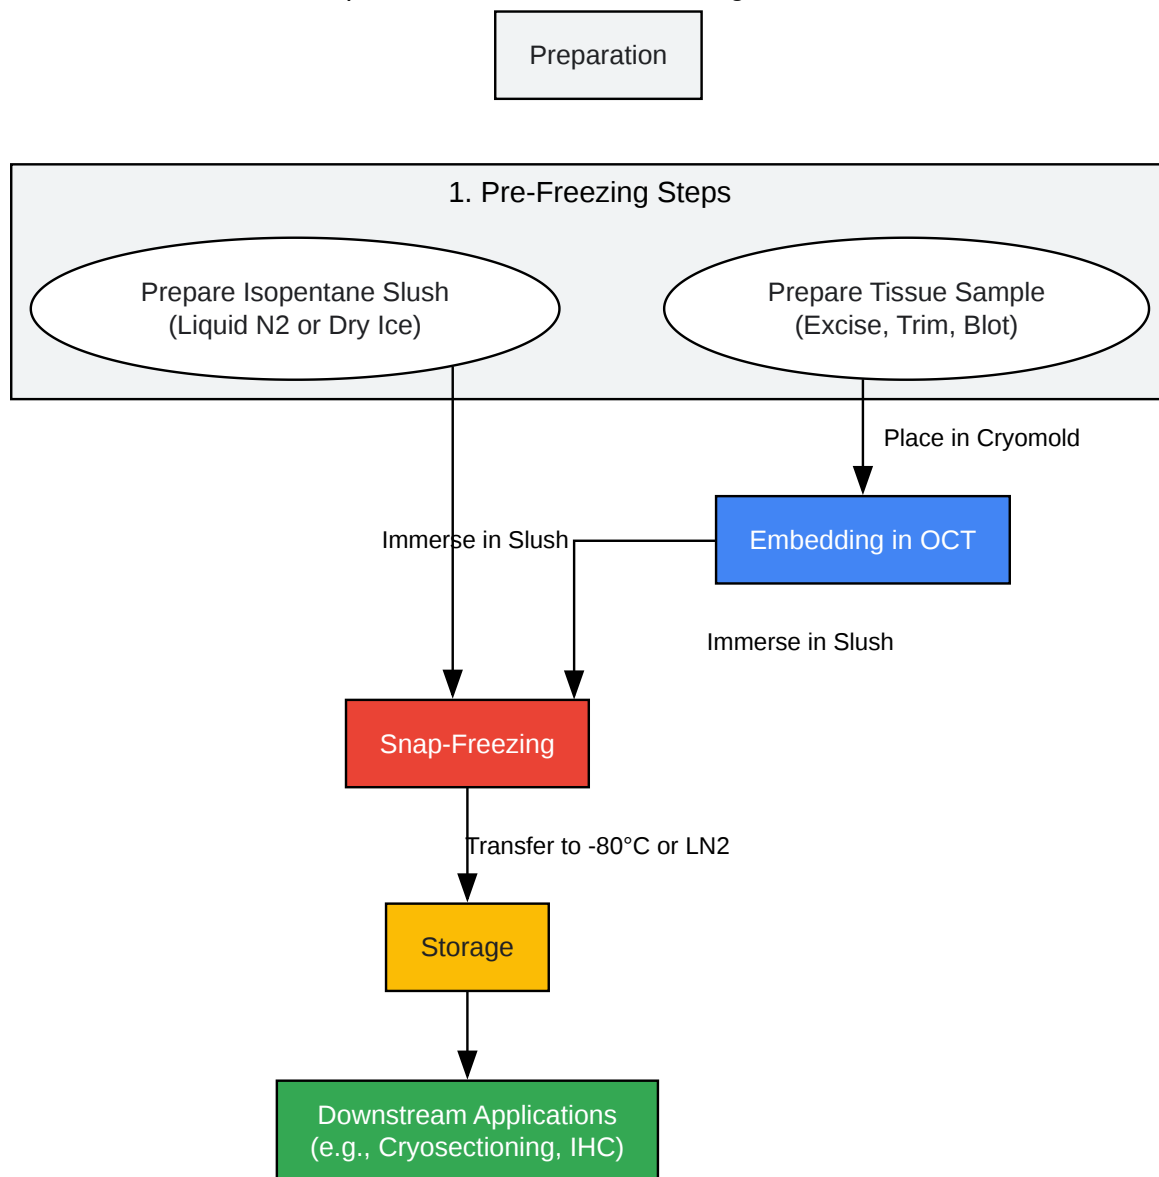 Preparation
1. Pre-Freezing Steps
Prepare Isopentane Slush
(Liquid N2 or Dry Ice)
Prepare Tissue Sample
(Excise, Trim, Blot)
Place in Cryomold
Immerse in Slush
Embedding in OCT
Immerse in Slush
Snap-Freezing
Transfer to -80°C or LN2
Storage
Downstream Applications
(e.g., Cryosectioning, IHC)